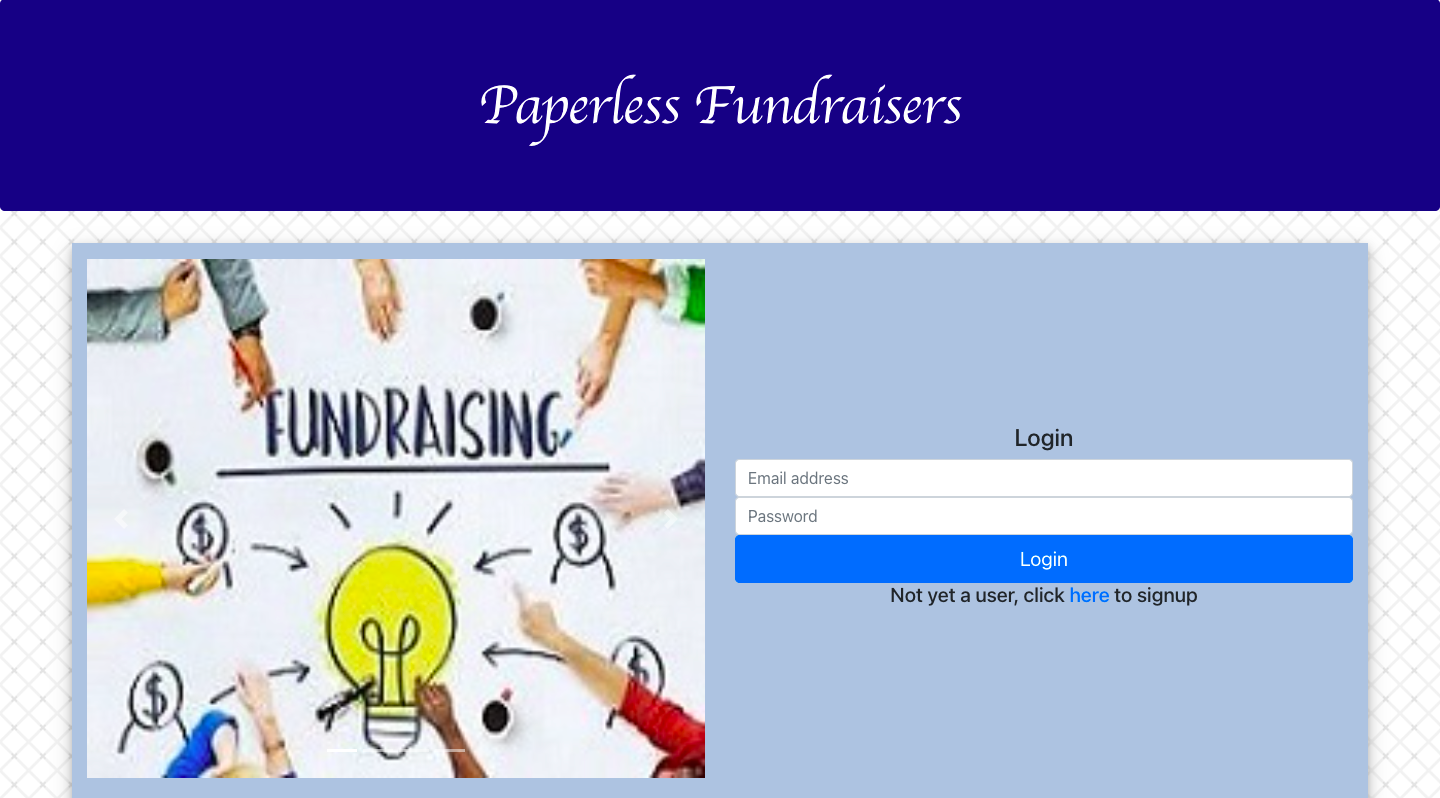 Paperless Fundraisers
FUNDRAISING
$
$
$
$
Login
Email address
Password
Login
Not yet a user, click here to signup